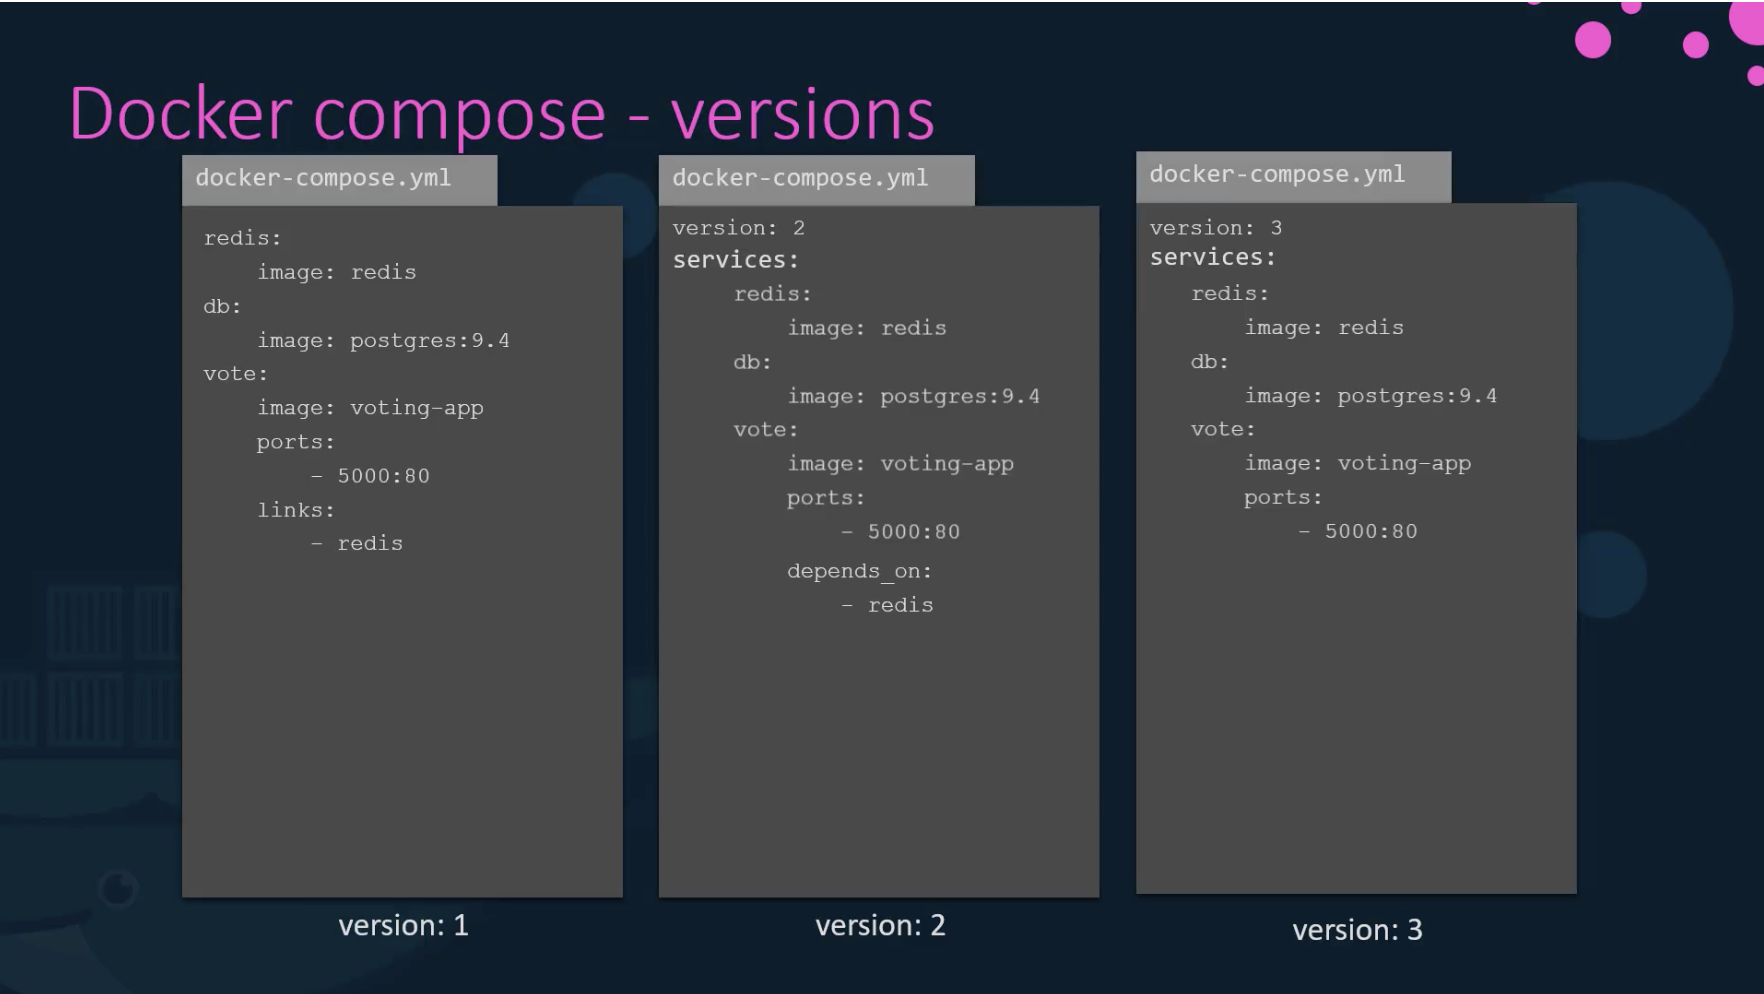 Docker compose - versions
docker-compose.yml
redis:
image: redis
db:
image: postgres:9.4
vote:
image: voting-app
ports:
- 5000:80
links:
- redis
version: 1
docker-compose.yml
version: 2
services:
redis:
image: redis
db:
image: postgres:9.4
vote:
image: voting-app
ports:
- 5000:80
depends_on:
- redis
version: 2
docker-compose.yml
version: 3
services:
redis:
image: redis
db:
image: postgres:9.4
vote:
image: voting-app
ports:
- 5000:80
version: 3